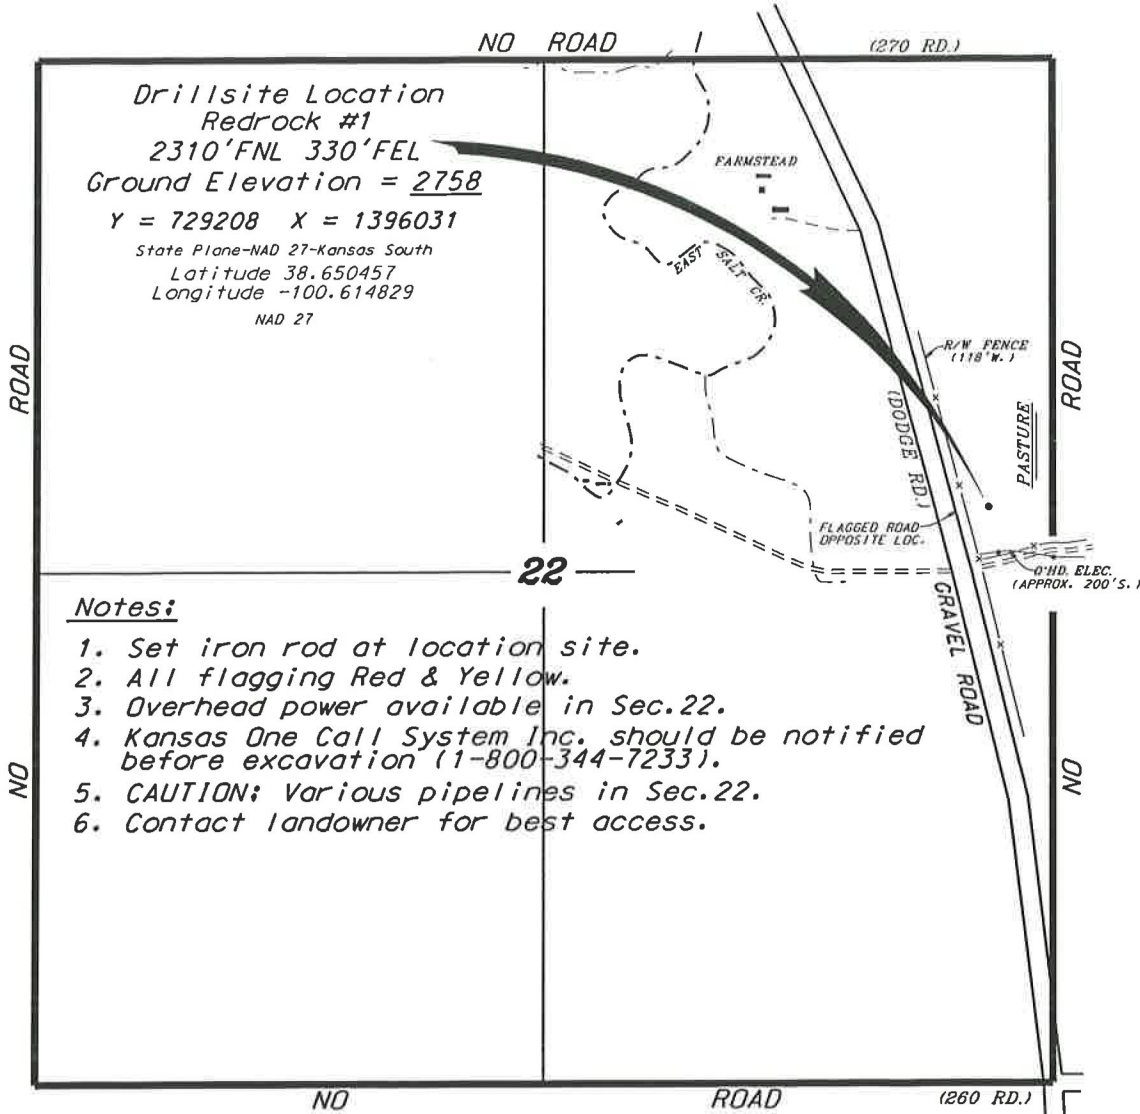 NO ROAD
(270 RD.)
Drillsite Location
Redrock #1
2310'FNL 330'FEL
Ground Elevation = 2758
Y = 729208 X = 1396031
State Plane-NAD 27-Kansas South
Latitude 38.650457
Longitude -100.614829
NAD 27
FARMSTEAD
EAST SALT CR.
R/W FENCE
(118'W.)
ROAD
ROAD
(DODGE RD.)
PASTURE
FLAGGED ROAD
OPPOSITE LOC.
22
O'HD. ELEC.
(APPROX. 200'S.)
GRAVEL ROAD
Notes:
1. Set iron rod at location site.
2. All flagging Red & Yellow.
3. Overhead power available in Sec.22.
4. Kansas One Call System Inc. should be notified
before excavation (1-800-344-7233).
5. CAUTION: Various pipelines in Sec.22.
6. Contact landowner for best access.
NO
NO
NO ROAD
(260 RD.)